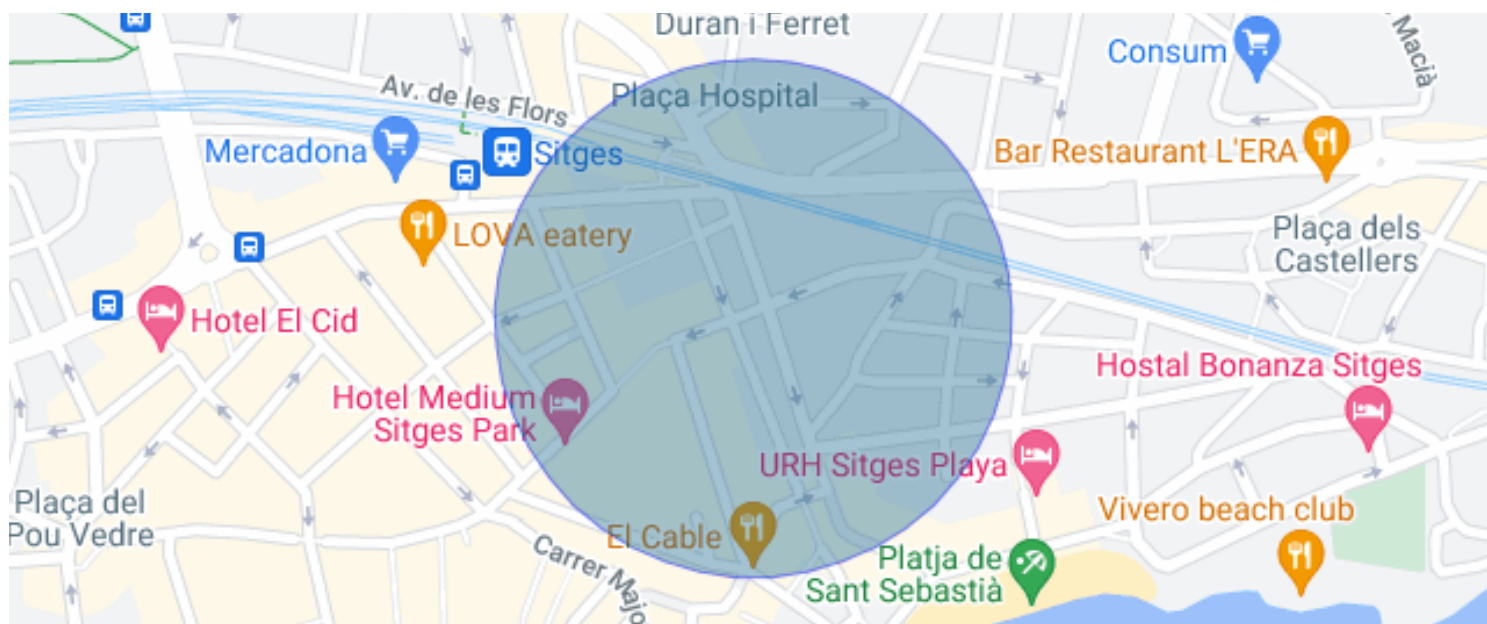 Duran i Ferret
Macià
Consum
Av. de les Flors
Plaça Hospital
Mercadona
Sitges
Bar Restaurant L'ERA
LOVA eatery
Plaça dels
Castellers
Hotel El Cid
Hostal Bonanza Sitges
Hotel Medium
Sitges Park
URH Sitges Playa
Plaça del
Pou Vedre
Vivero beach club
El Cable
Carrer Majo
Platja de
Sant Sebastià